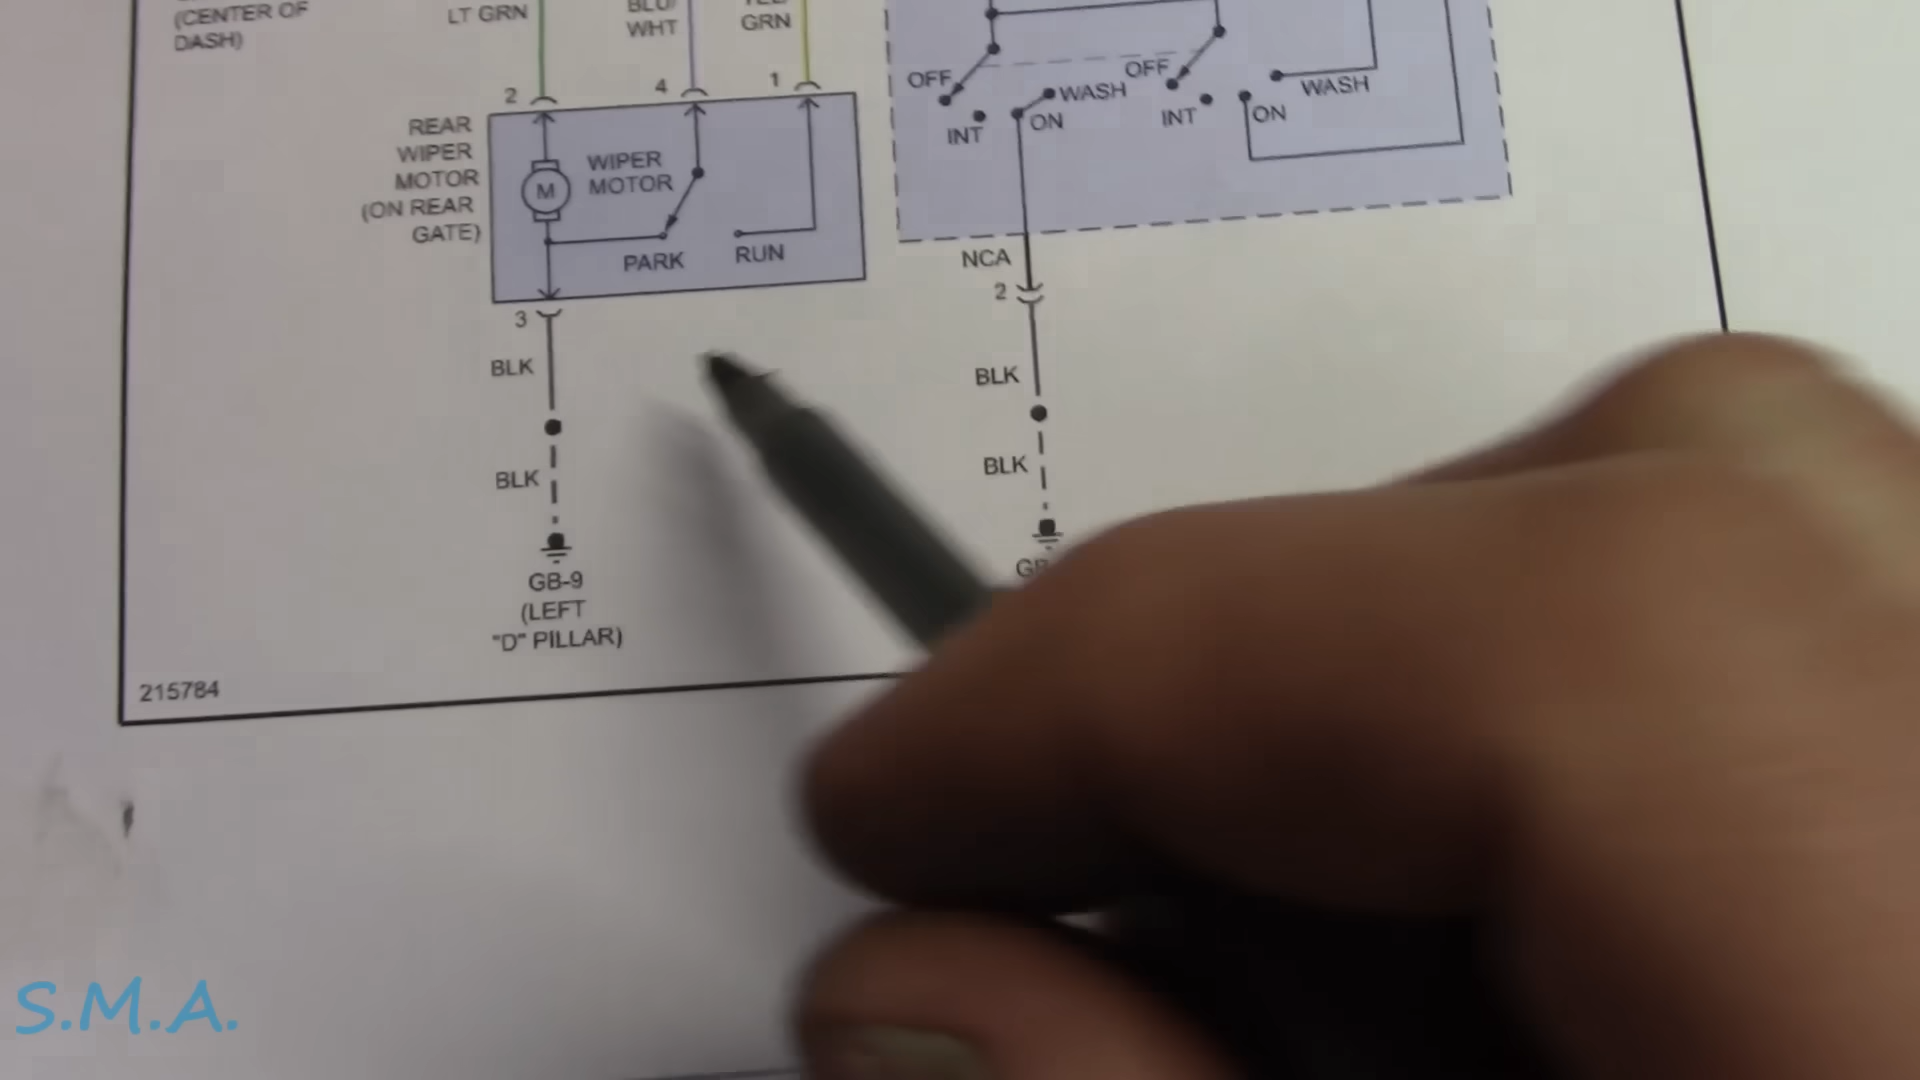 (CENTER OF
DASH)
LT GRN
BLU/
WHT
GRN
2
4
1
REAR
WIPER
MOTOR
(ON REAR
GATE)
M
WIPER
MOTOR
PARK
RUN
3
BLK
BLK
GB-9
(LEFT
"D" PILLAR)
215784
OFF
INT
ON
WASH
OFF
INT
ON
WASH
NCA
2
BLK
BLK
S.M.A.